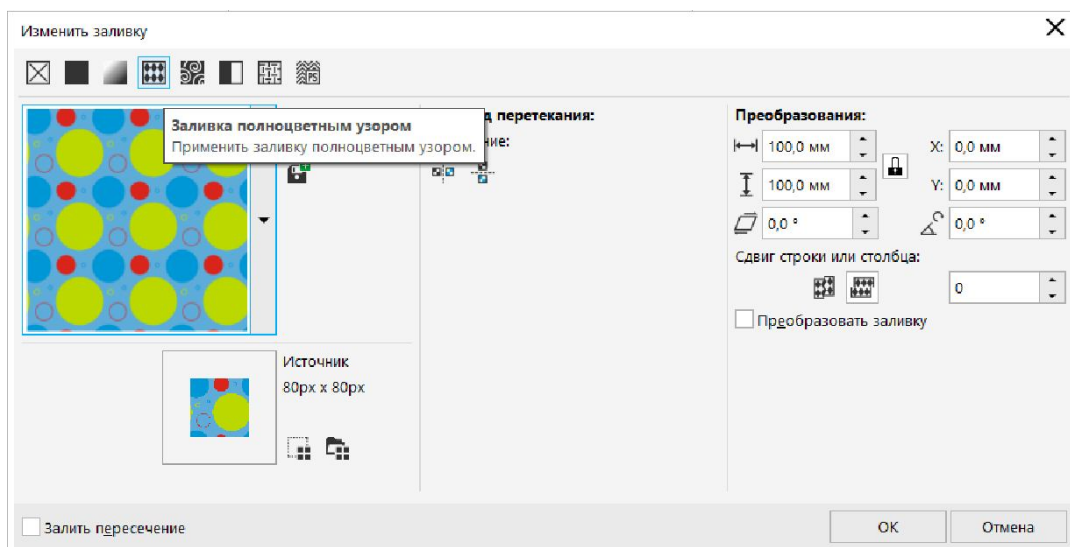 Изменить заливку
PS
Заливка полноцветным узором
Применить заливку полноцветным узором.
перетекания:
Преобразования:
100,0 мм
X: 0,0 мм
100,0 мм
Y: 0,0 мм
0,0 °
0,0 °
Сдвиг строки или столбца:
0
Преобразовать заливку
Источник
80px x 80px
Залить пересечение
OK
Отмена